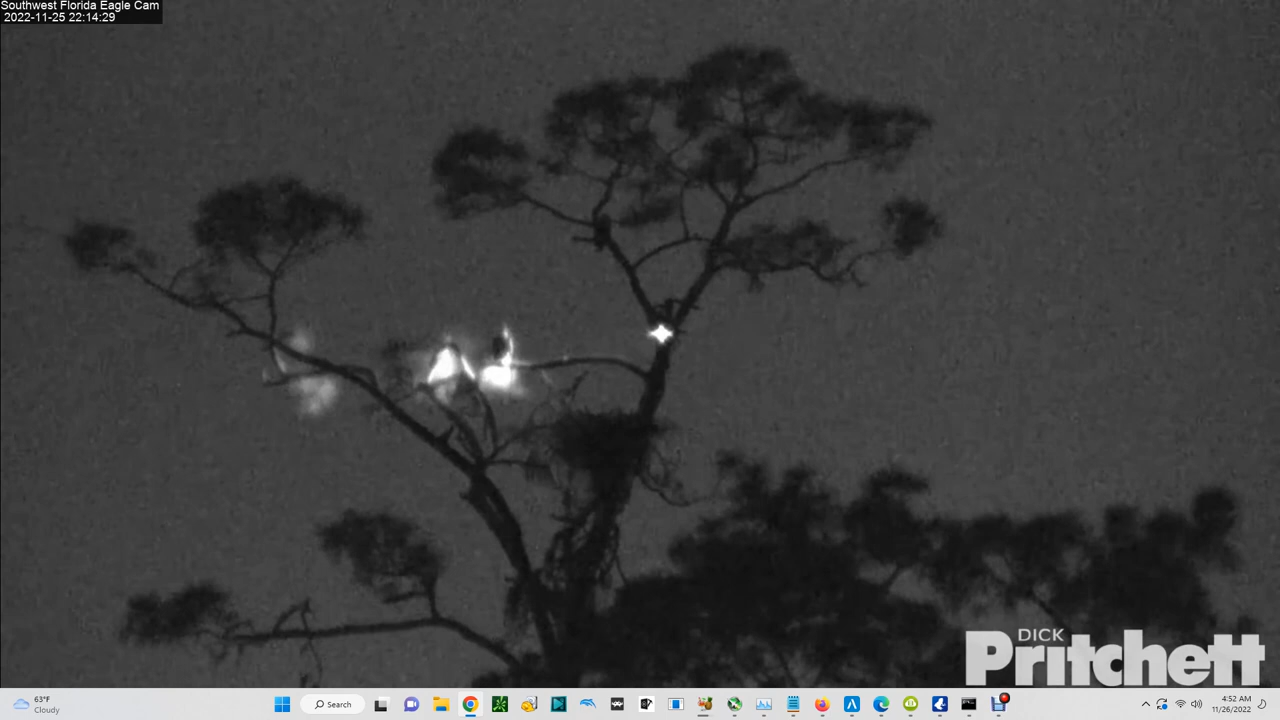 Southwest Florida Eagle Cam
2022-11-25 22:14:29
DICK
Pritchett
63°F
Cloudy
Search
4:52 AM
11/26/2022